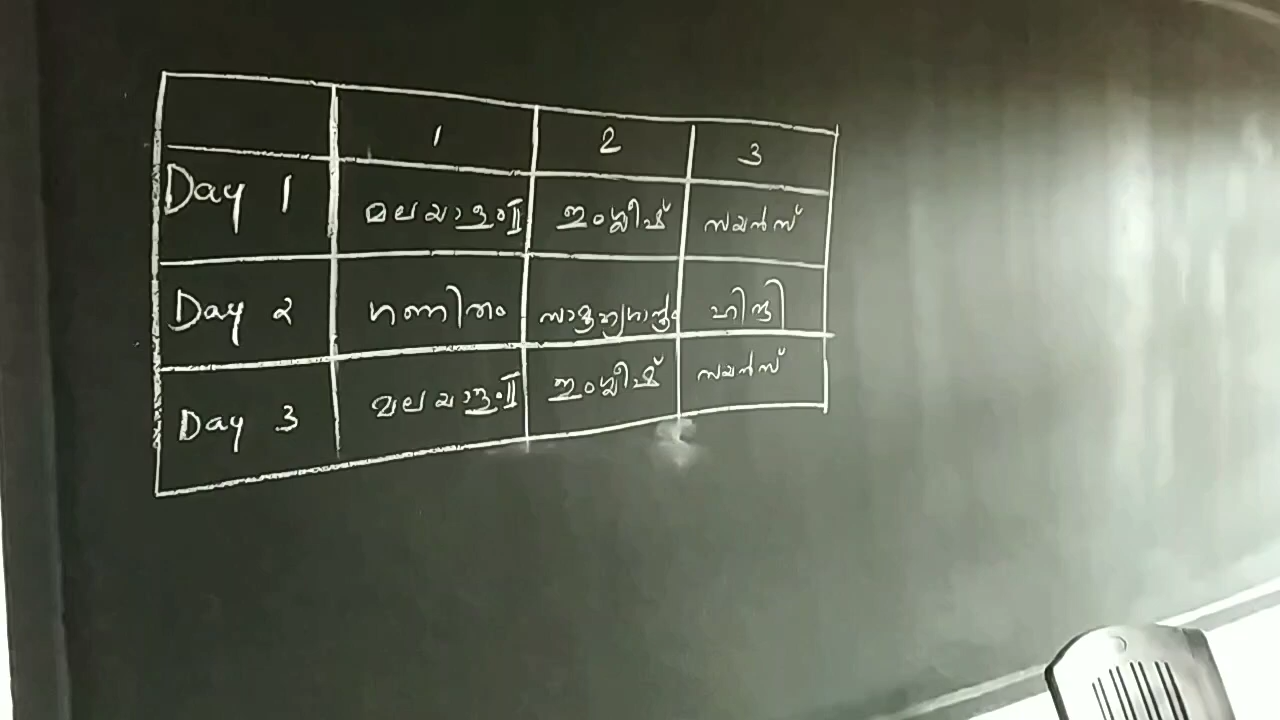 1 2 3
Day 1 മലയാളംII ഇംഗ്ലീഷ് സയൻസ്
Day 2 ഗണിതം സാമൂഹ്യശാസ്ത്രം ഹിന്ദി
Day 3 മലയാളംII ഇംഗ്ലീഷ് സയൻസ്